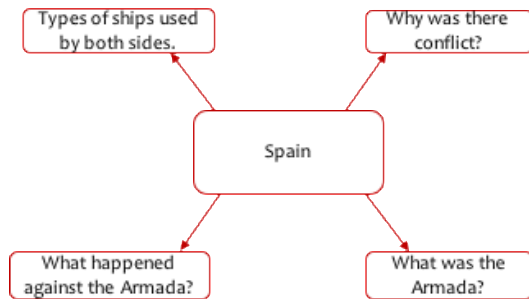 Types of ships used
by both sides.
Why was there
conflict?
Spain
What happened
against the Armada?
What was the
Armada?